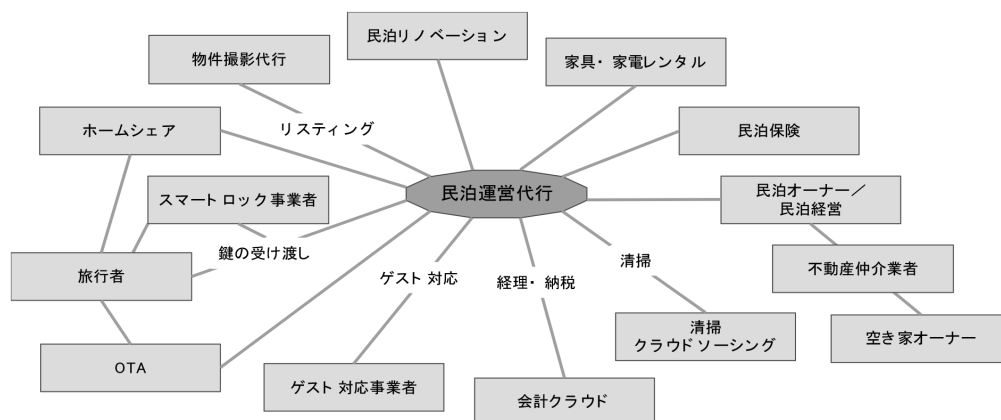 民泊リノベーション
物件撮影代行
家具・家電レンタル
ホームシェア
リスティング
民泊保険
民泊運営代行
スマートロック事業者
民泊オーナー／
民泊経営
鍵の受け渡し
旅行者
ゲスト対応
経理・納税
清掃
不動産仲介業者
清掃
クラウドソーシング
空き家オーナー
OTA
ゲスト対応事業者
会計クラウド